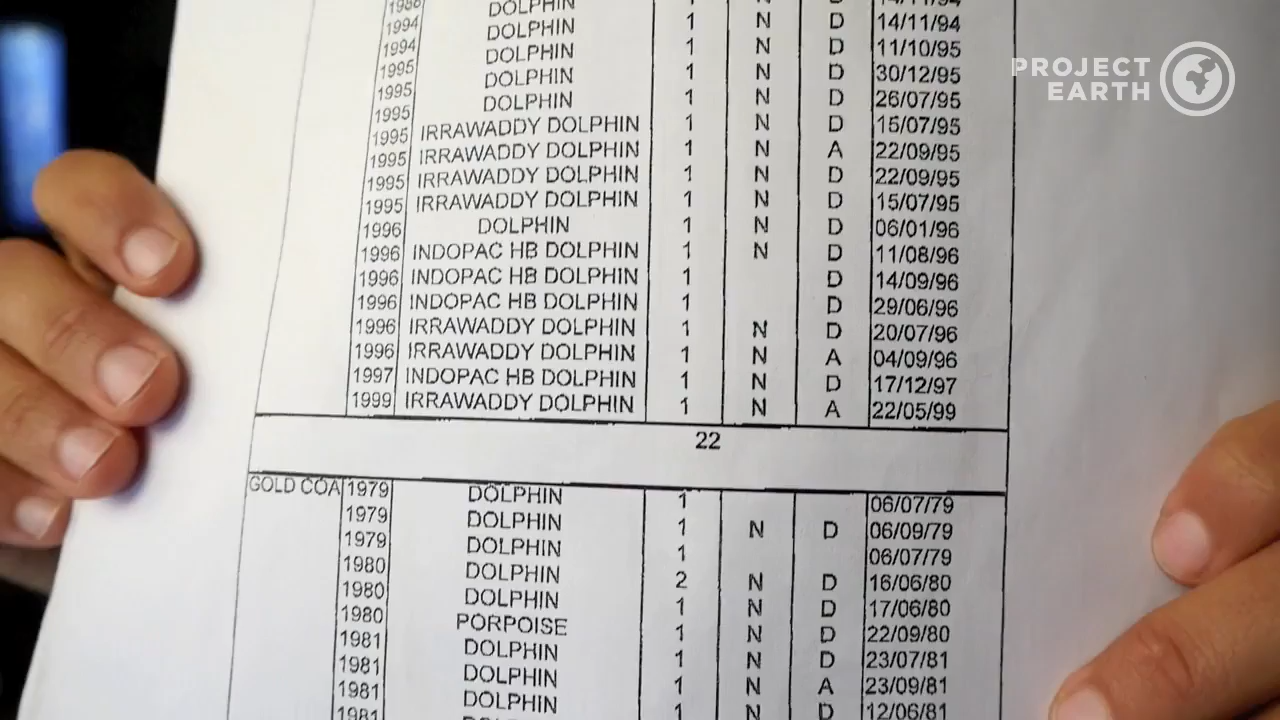 1988
1994 DOLPHIN 1 N D 14/11/94
1994 DOLPHIN 1 N D 14/11/94
1995 DOLPHIN 1 N D 11/10/95
1995 DOLPHIN 1 N D 30/12/95
1995 DOLPHIN 1 N D 26/07/95
1995 IRRAWADDY DOLPHIN 1 N D 15/07/95
1995 IRRAWADDY DOLPHIN 1 N A 22/09/95
1995 IRRAWADDY DOLPHIN 1 N D 22/09/95
1995 IRRAWADDY DOLPHIN 1 N D 15/07/95
1996 DOLPHIN 1 N D 06/01/96
1996 INDOPAC HB DOLPHIN 1 N D 11/08/96
1996 INDOPAC HB DOLPHIN 1 D 14/09/96
1996 INDOPAC HB DOLPHIN 1 D 29/06/96
1996 IRRAWADDY DOLPHIN 1 N D 20/07/96
1996 IRRAWADDY DOLPHIN 1 N A 04/09/96
1997 INDOPAC HB DOLPHIN 1 N D 17/12/97
1999 IRRAWADDY DOLPHIN 1 N A 22/05/99
22
GOLD COA 1979 DOLPHIN 1 06/07/79
1979 DOLPHIN 1 N D 06/09/79
1979 DOLPHIN 1 06/07/79
1980 DOLPHIN 2 N D 16/06/80
1980 DOLPHIN 1 N D 17/06/80
1980 PORPOISE 1 N D 22/09/80
1981 DOLPHIN 1 N D 23/07/81
1981 DOLPHIN 1 N A 23/09/81
1981 DOLPHIN 1 N D 12/06/81
1981
PROJECT
EARTH